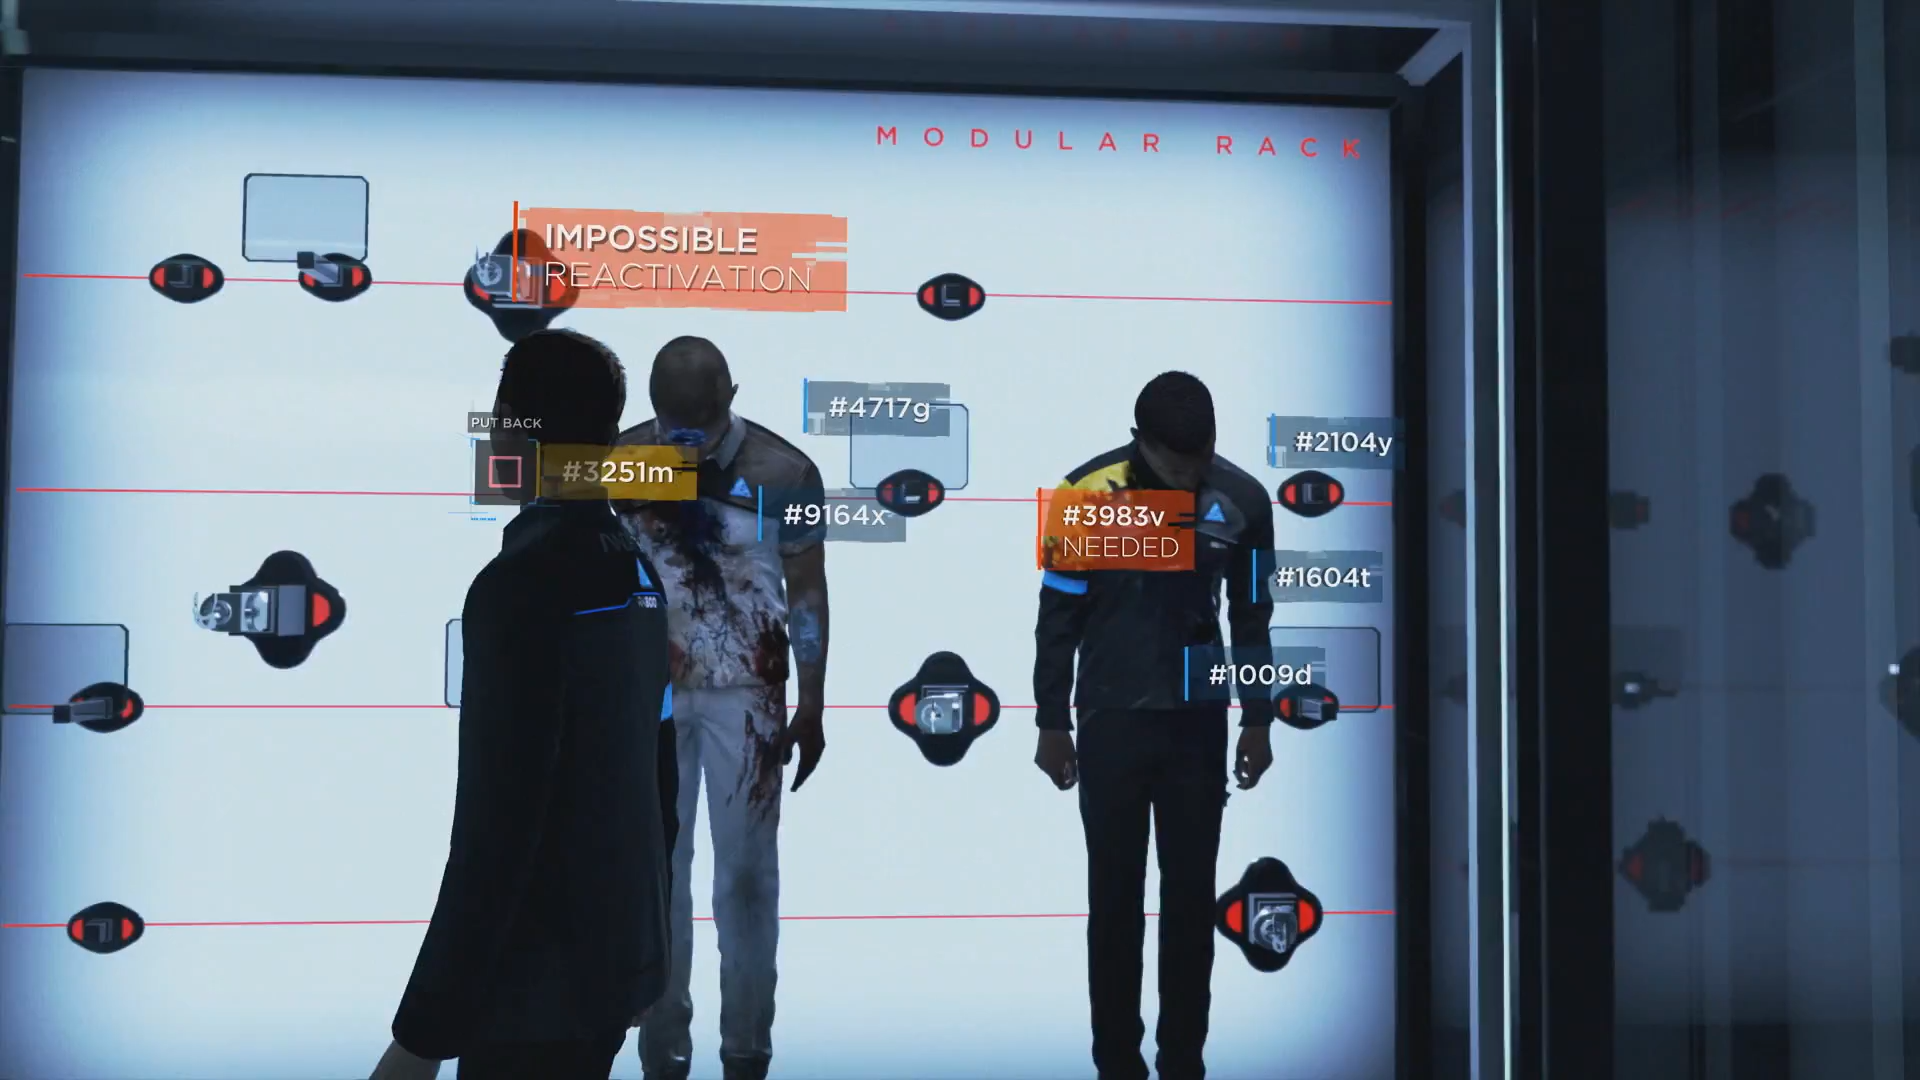 MODULAR RACK
IMPOSSIBLE
REACTIVATION
#4717g
PUT BACK
#2104y
#3251m
#9164x
#3983v
NEEDED
#1604t
#1009d